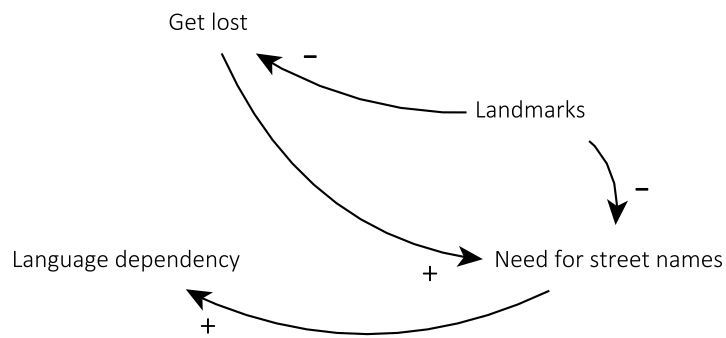 Get lost
–
Landmarks
–
Language dependency
Need for street names
+
+